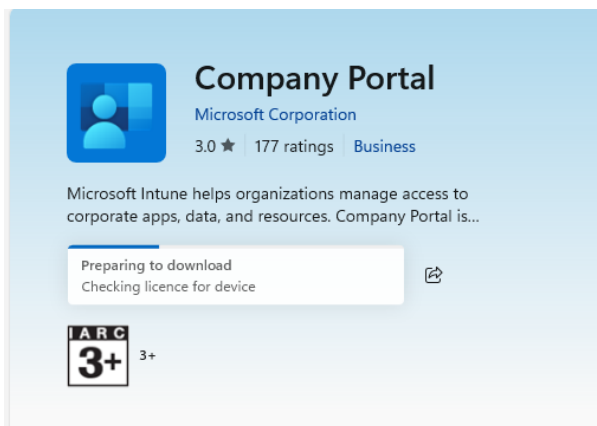 Company Portal
Microsoft Corporation
3.0 ★ 177 ratings Business
Microsoft Intune helps organizations manage access to
corporate apps, data, and resources. Company Portal is...
Preparing to download
Checking licence for device
IARC
3+ 3+